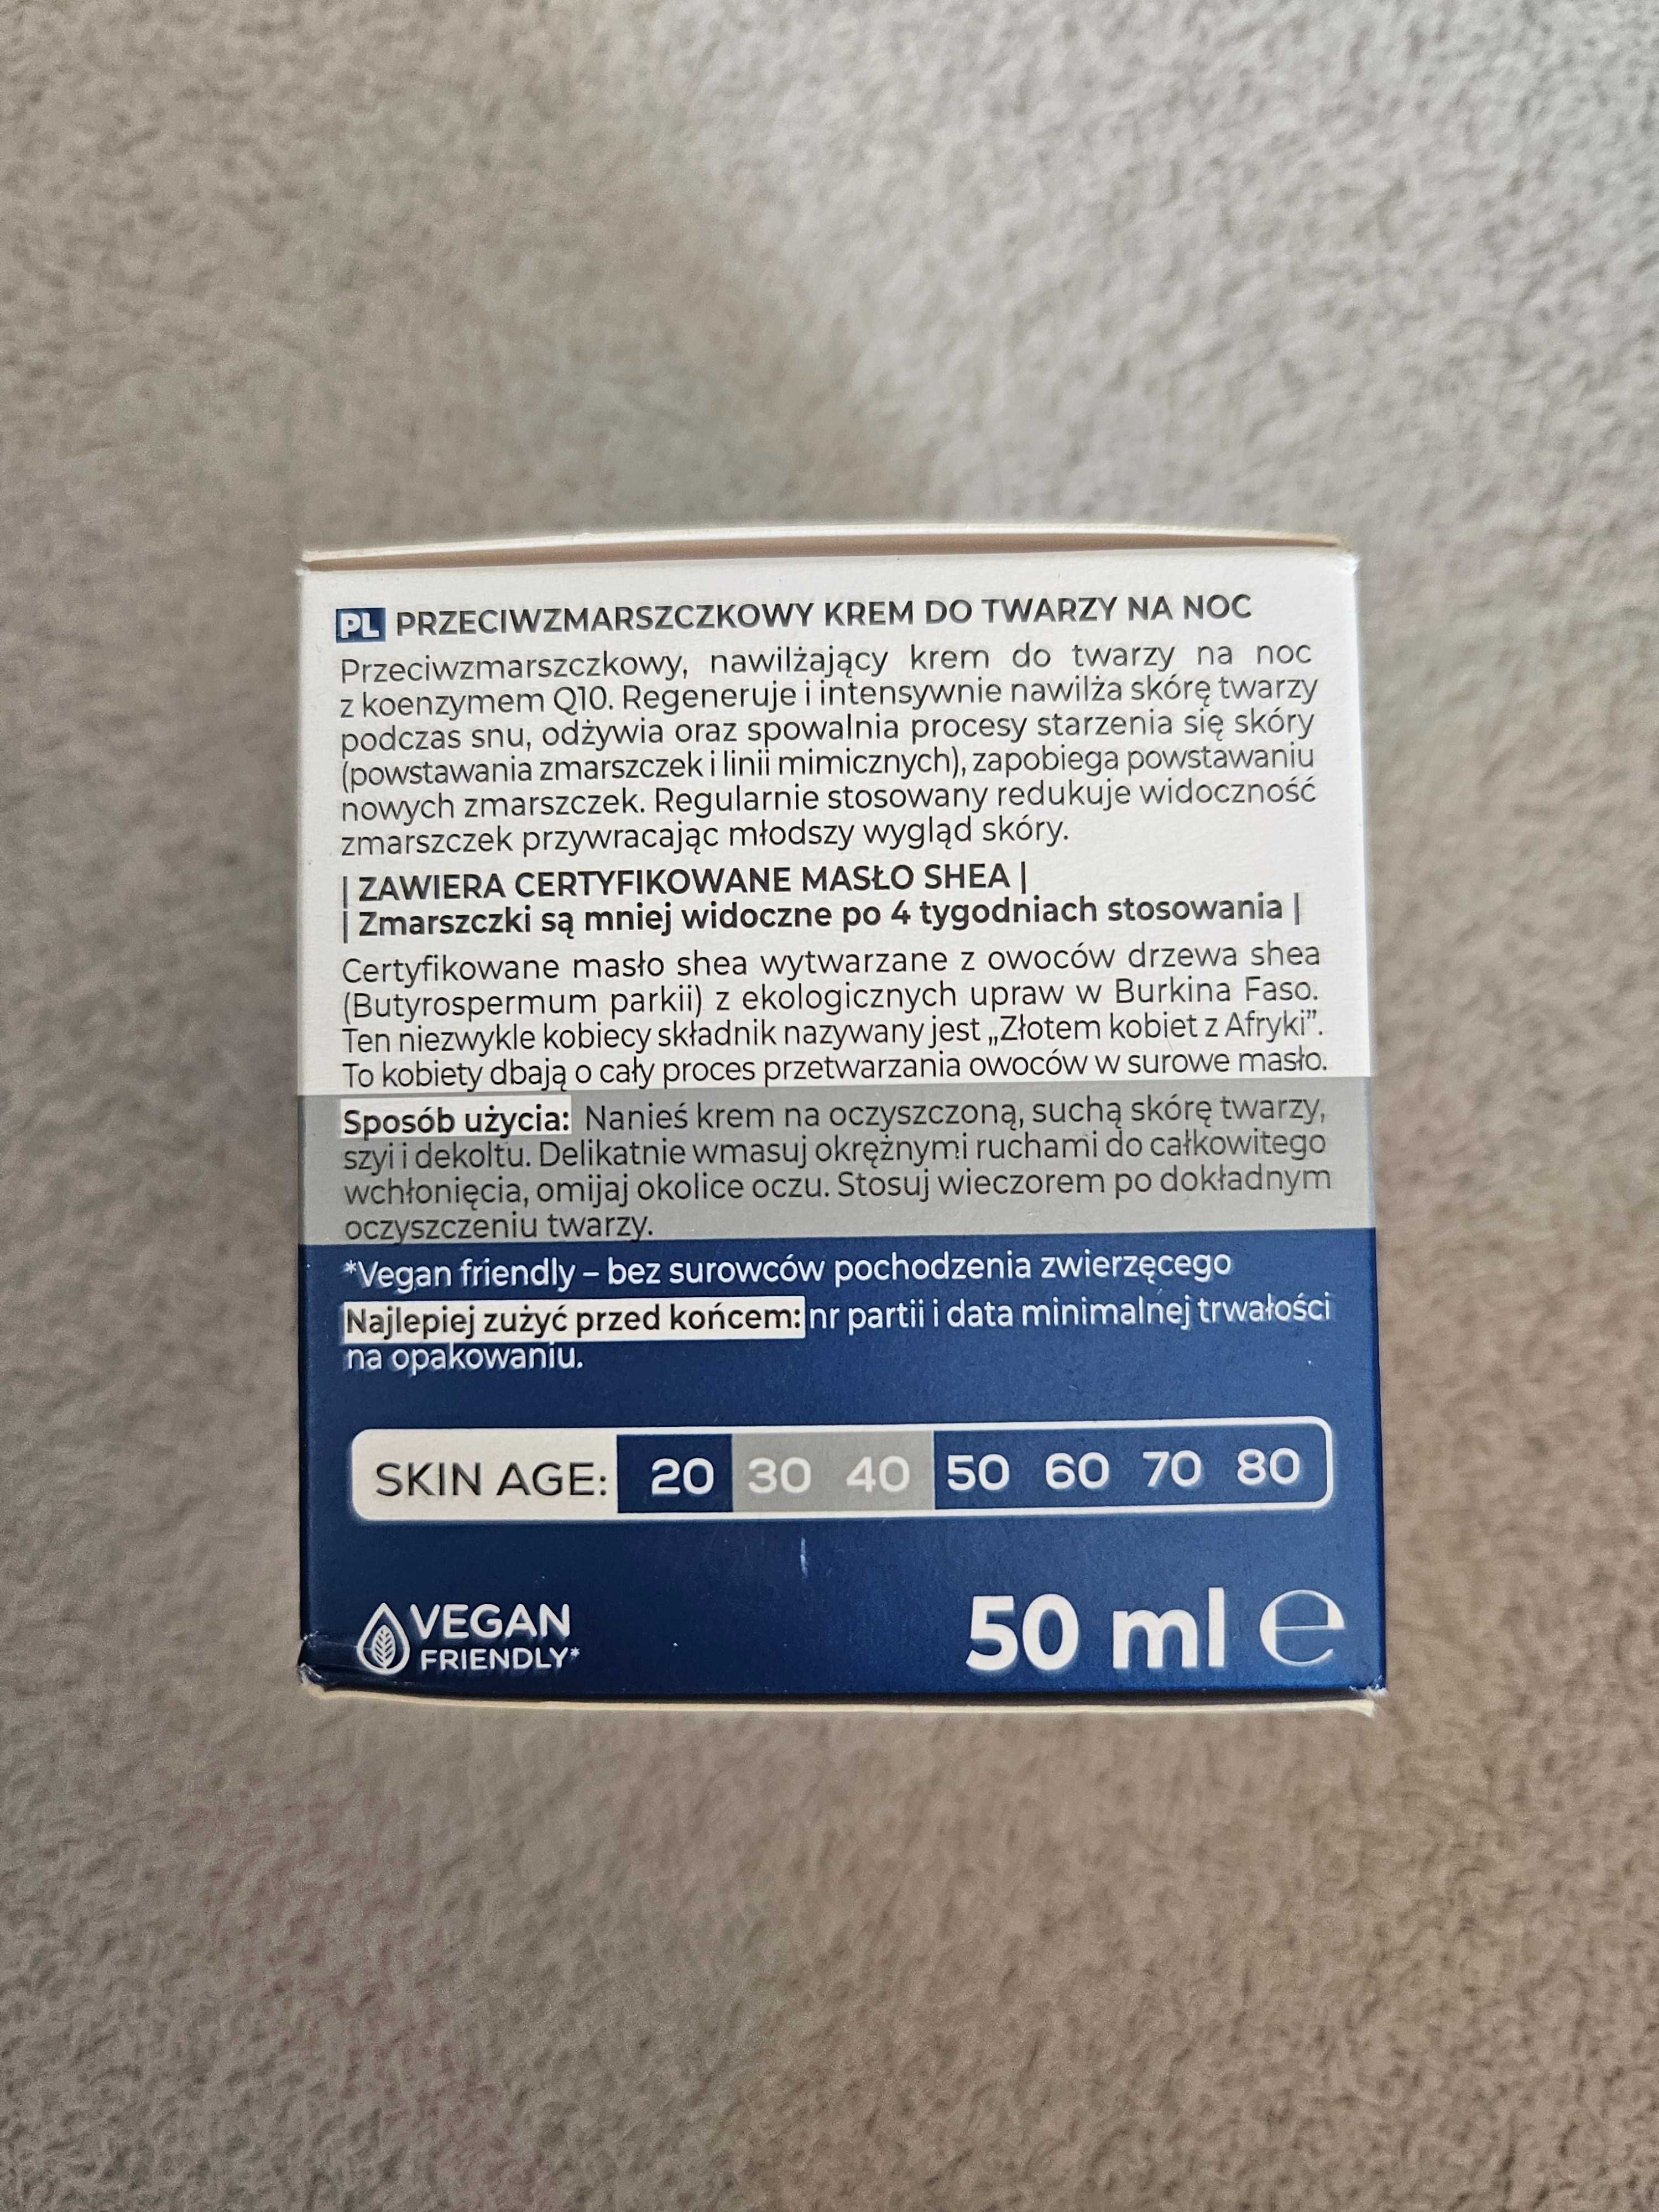 PL PRZECIWZMARSZCZKOWY KREM DO TWARZY NA NOC
Przeciwzmarszczkowy, nawilżający krem do twarzy na noc
z koenzymem Q10. Regeneruje i intensywnie nawilża skórę twarzy
podczas snu, odżywia oraz spowalnia procesy starzenia się skóry
(powstawania zmarszczek i linii mimicznych), zapobiega powstawaniu
nowych zmarszczek. Regularnie stosowany redukuje widoczność
zmarszczek przywracając młodszy wygląd skóry.
| ZAWIERA CERTYFIKOWANE MASŁO SHEA |
| Zmarszczki są mniej widoczne po 4 tygodniach stosowania |
Certyfikowane masło shea wytwarzane z owoców drzewa shea
(Butyrospermum parkii) z ekologicznych upraw w Burkina Faso.
Ten niezwykle kobiecy składnik nazywany jest „Złotem kobiet z Afryki”.
To kobiety dbają o cały proces przetwarzania owoców w surowe masło.
Sposób użycia: Nanieś krem na oczyszczoną, suchą skórę twarzy,
szyi i dekoltu. Delikatnie wmasuj okrężnymi ruchami do całkowitego
wchłonięcia, omijaj okolice oczu. Stosuj wieczorem po dokładnym
oczyszczeniu twarzy.
*Vegan friendly – bez surowców pochodzenia zwierzęcego
Najlepiej zużyć przed końcem: nr partii i data minimalnej trwałości
na opakowaniu.
SKIN AGE: 20 30 40 50 60 70 80
VEGAN
FRIENDLY*
50 ml ℮